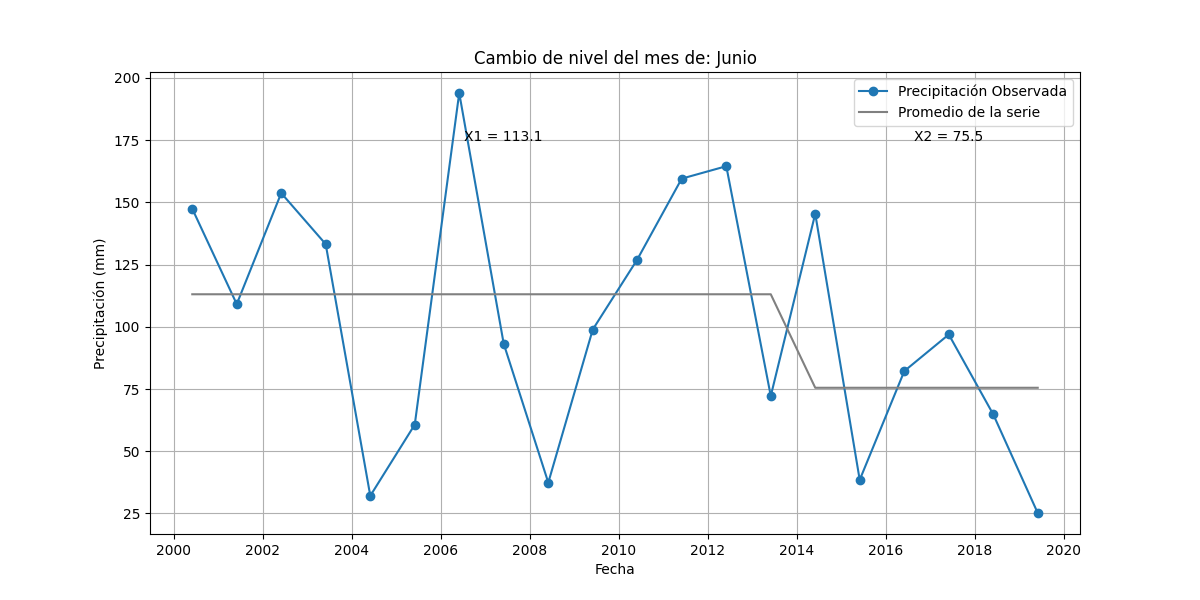 Cambio de nivel del mes de: Junio
Precipitación Observada
Promedio de la serie
X1 = 113.1
X2 = 75.5
Precipitación (mm)
200
175
150
125
100
75
50
25
2000 2002 2004 2006 2008 2010 2012 2014 2016 2018 2020
Fecha